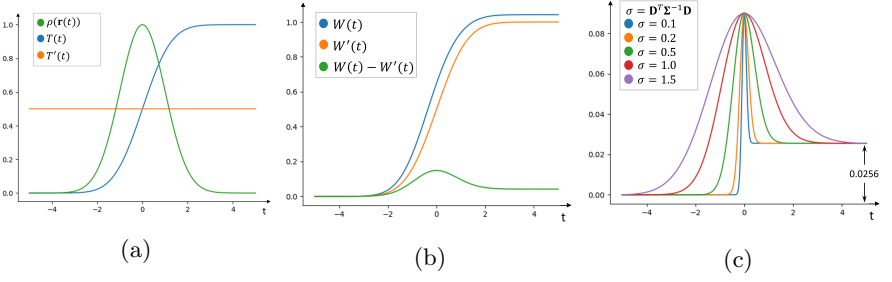 ρ(r(t))
T(t)
T′(t)
1.0
0.8
0.6
0.4
0.2
0.0
−4 −2 0 2 4
t
(a)
W(t)
W′(t)
W(t) − W′(t)
1.0
0.8
0.6
0.4
0.2
0.0
−4 −2 0 2 4
t
(b)
σ = DᵀΣ⁻¹D
σ = 0.1
σ = 0.2
σ = 0.5
σ = 1.0
σ = 1.5
0.08
0.06
0.04
0.02
0.00
0.0256
−4 −2 0 2 4
t
(c)